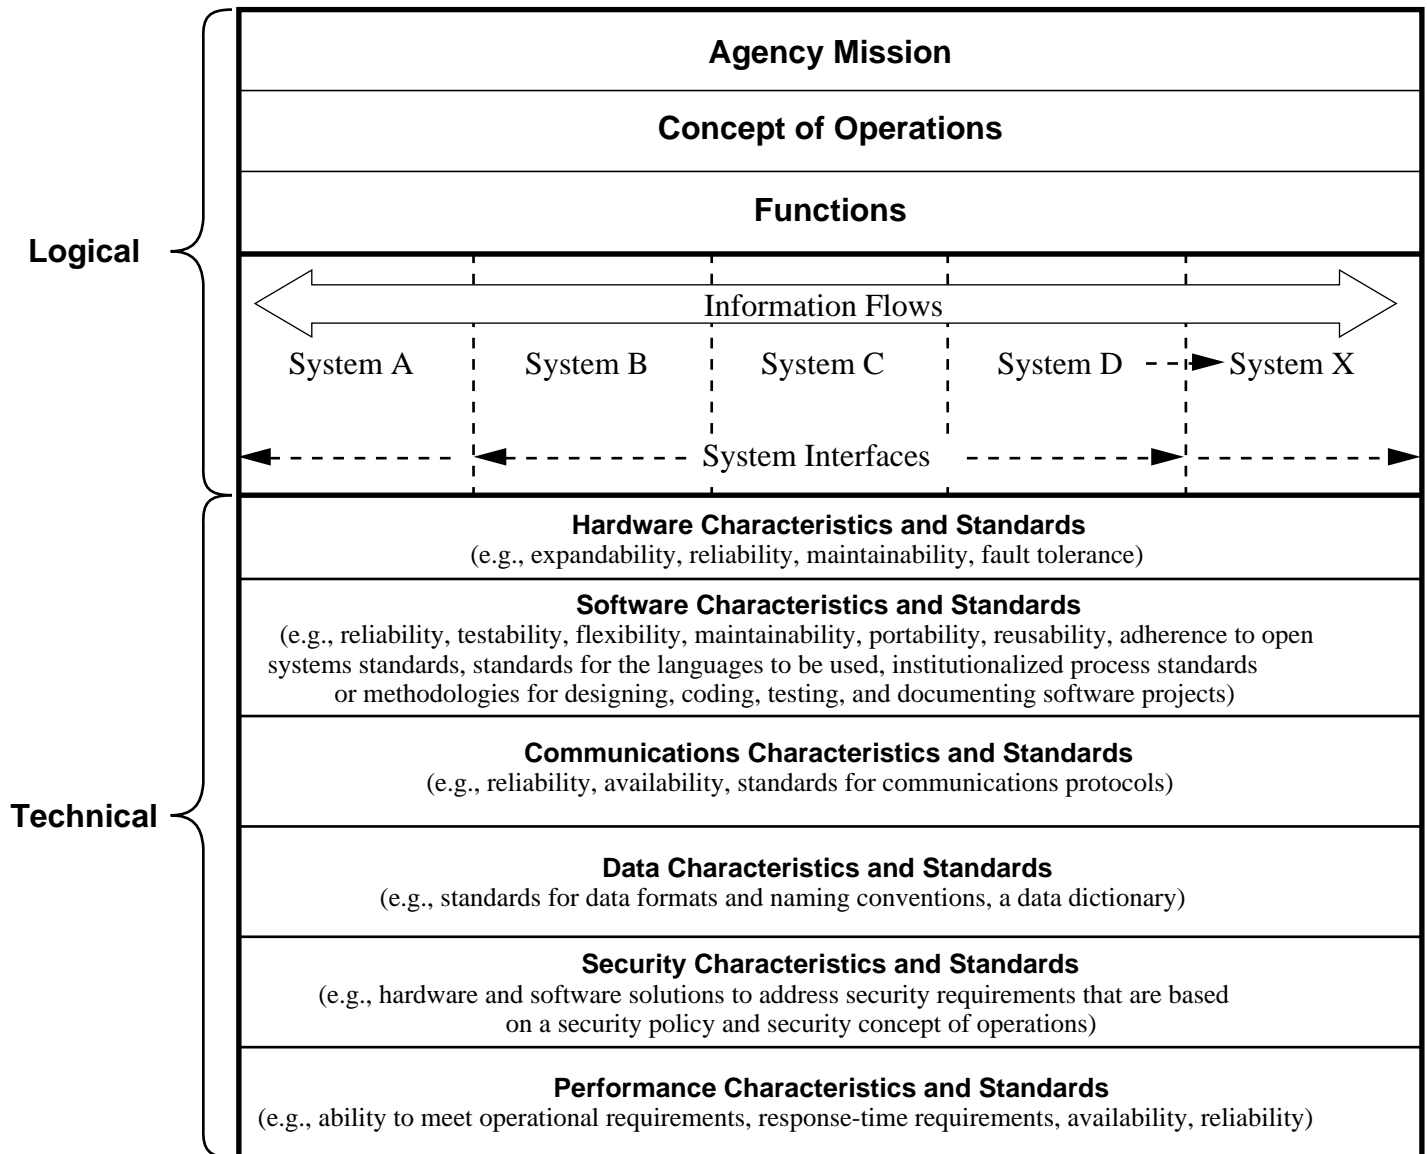 Agency Mission
Concept of Operations
Functions
Logical
Information Flows
System A System B System C System D System X
System Interfaces
Hardware Characteristics and Standards
(e.g., expandability, reliability, maintainability, fault tolerance)
Software Characteristics and Standards
(e.g., reliability, testability, flexibility, maintainability, portability, reusability, adherence to open
systems standards, standards for the languages to be used, institutionalized process standards
or methodologies for designing, coding, testing, and documenting software projects)
Communications Characteristics and Standards
(e.g., reliability, availability, standards for communications protocols)
Technical
Data Characteristics and Standards
(e.g., standards for data formats and naming conventions, a data dictionary)
Security Characteristics and Standards
(e.g., hardware and software solutions to address security requirements that are based
on a security policy and security concept of operations)
Performance Characteristics and Standards
(e.g., ability to meet operational requirements, response-time requirements, availability, reliability)